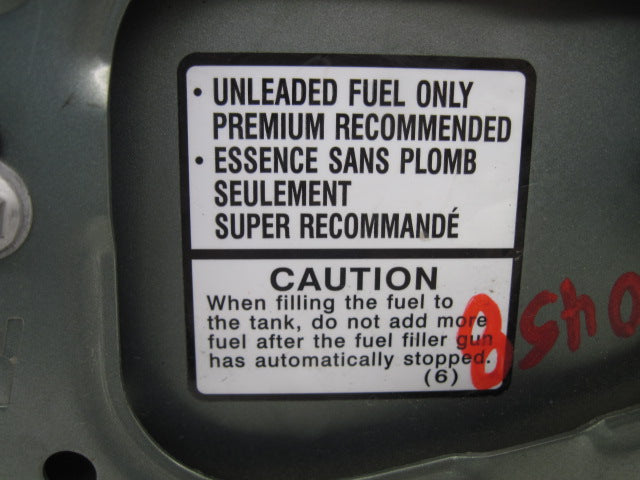 • UNLEADED FUEL ONLY
PREMIUM RECOMMENDED
• ESSENCE SANS PLOMB
SEULEMENT
SUPER RECOMMANDÉ
CAUTION
When filling the fuel to
the tank, do not add more
fuel after the fuel filler gun
has automatically stopped.
(6)